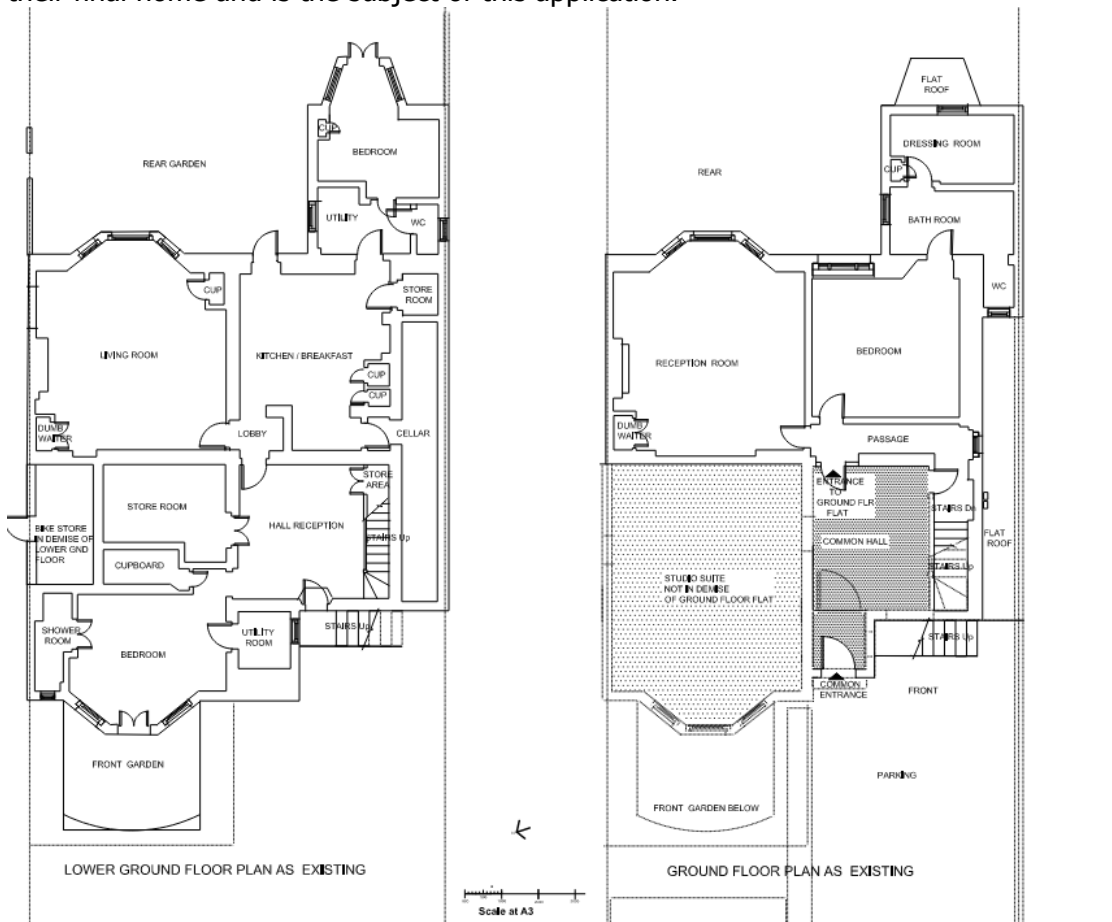 their final home and is the subject of this application.
CUP
BEDROOM
REAR GARDEN
UTILITY
WC
CUP
STORE
ROOM
LIVING ROOM
KITCHEN / BREAKFAST
CUP
CUP
DUMB
WAITER
LOBBY
CELLAR
STORE
AREA
STORE ROOM
HALL RECEPTION
BIKE STORE
IN DEMISE OF
LOWER GND
FLOOR
STAIRS Up
CUPBOARD
SHOWER
ROOM
BEDROOM
UTILITY
ROOM
STAIRS Up
FRONT GARDEN
LOWER GROUND FLOOR PLAN AS EXISTING
FLAT
ROOF
DRESSING ROOM
CUP
REAR
BATH ROOM
WC
RECEPTION ROOM
BEDROOM
DUMB
WAITER
PASSAGE
ENTRANCE
TO
GROUND FLR
FLAT
STAIRS Dn
COMMON HALL
FLAT
ROOF
STAIRS Up
STUDIO SUITE
NOT IN DEMISE
OF GROUND FLOOR FLAT
STAIRS Up
COMMON
ENTRANCE
FRONT
PARKING
FRONT GARDEN BELOW
GROUND FLOOR PLAN AS EXISTING
Scale at A3